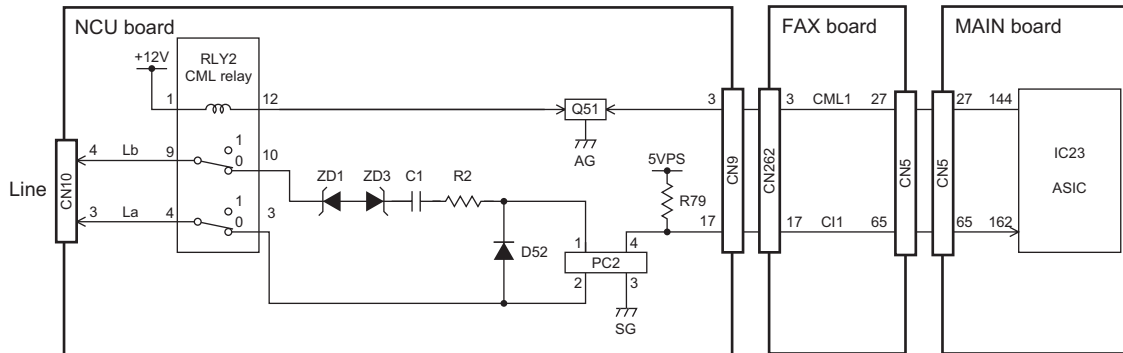 NCU board
FAX board
MAIN board
+12V
RLY2
CML relay
1
12
Q51
AG
3
CN9
CN262
3
CML1
27
CN5
CN5
27
144
Line
CN10
4
Lb
9
1
0
10
ZD1
ZD3
C1
R2
5VPS
R79
IC23
ASIC
3
La
4
1
0
3
D52
1
4
PC2
2
3
SG
17
17
CI1
65
65
162